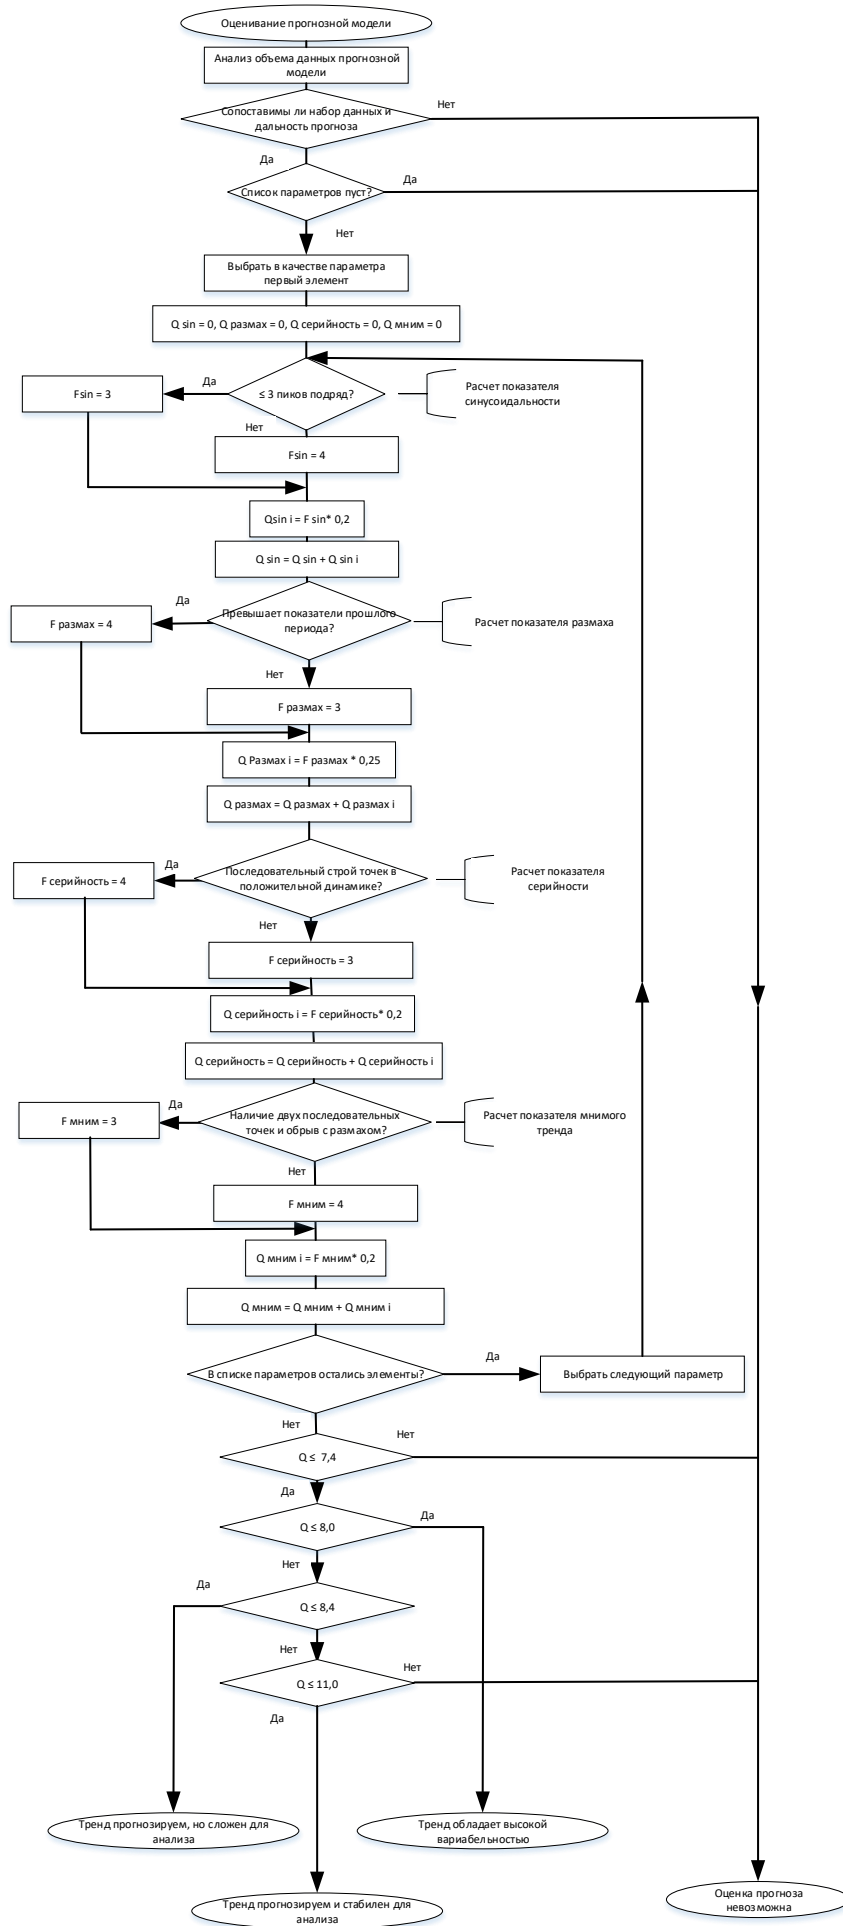 Оценивание прогнозной модели
Анализ объема данных прогнозной
модели
Сопоставимы ли набор данных и
дальность прогноза
Нет
Да
Список параметров пуст?
Да
Нет
Выбрать в качестве параметра
первый элемент
Q sin = 0, Q размах = 0, Q серийность = 0, Q мним = 0
≤ 3 пиков подряд?
Да
Fsin = 3
Расчет показателя
синусоидальности
Нет
Fsin = 4
Qsin i = F sin* 0,2
Q sin = Q sin + Q sin i
Превышает показатели прошлого
периода?
Да
F размах = 4
Расчет показателя размаха
Нет
F размах = 3
Q Размах i = F размах * 0,25
Q размах = Q размах + Q размах i
Последовательный строй точек в
положительной динамике?
Да
F серийность = 4
Расчет показателя
серийности
Нет
F серийность = 3
Q серийность i = F серийность* 0,2
Q серийность = Q серийность + Q серийность i
Наличие двух последовательных
точек и обрыв с размахом?
Да
F мним = 3
Расчет показателя мнимого
тренда
Нет
F мним = 4
Q мним i = F мним* 0,2
Q мним = Q мним + Q мним i
В списке параметров остались элементы?
Да
Выбрать следующий параметр
Нет
Q ≤ 7,4
Нет
Да
Q ≤ 8,0
Да
Нет
Q ≤ 8,4
Да
Нет
Q ≤ 11,0
Нет
Да
Тренд прогнозируем, но сложен для
анализа
Тренд обладает высокой
вариабельностью
Тренд прогнозируем и стабилен для
анализа
Оценка прогноза
невозможна